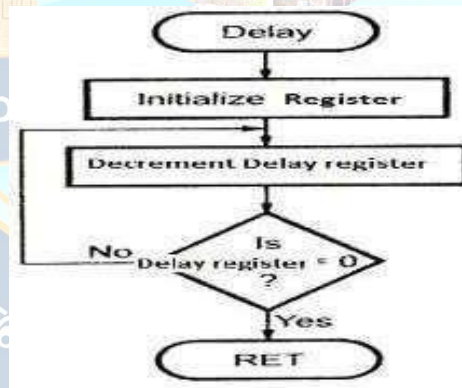 Delay
Initialize Register
Decrement Delay register
Is
No Delay register = 0
?
Yes
RET